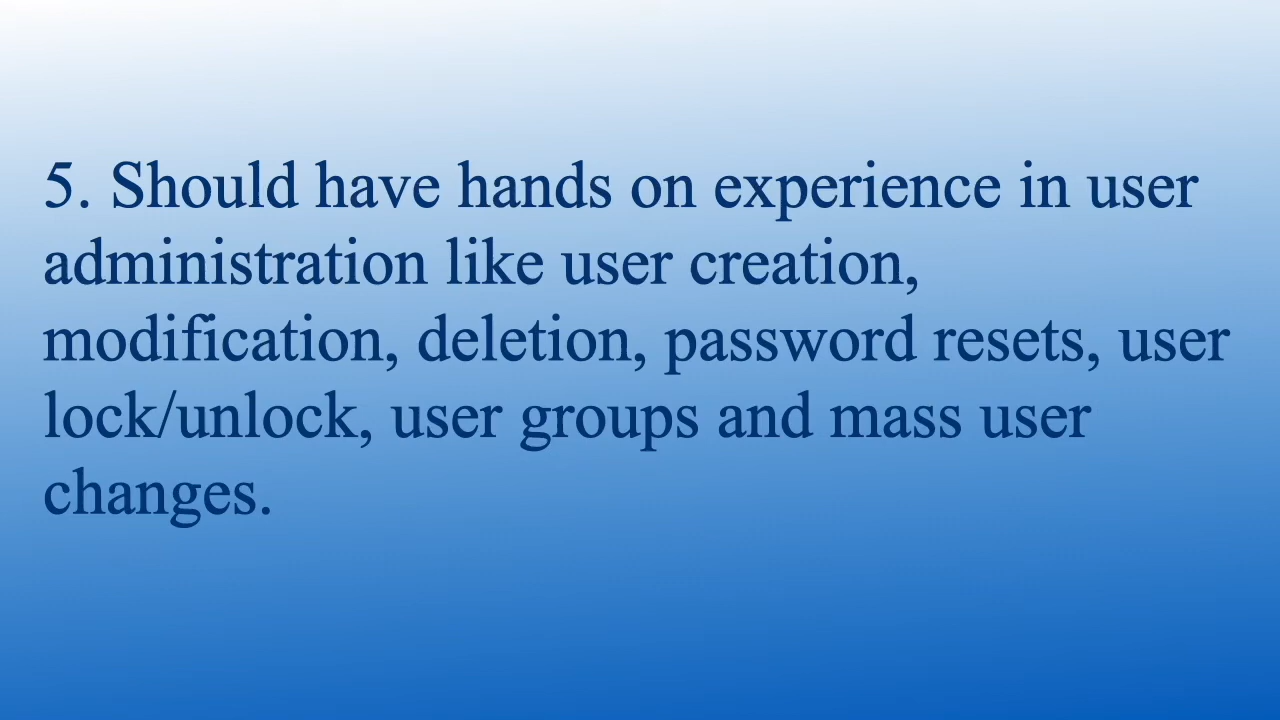 5. Should have hands on experience in user
administration like user creation,
modification, deletion, password resets, user
lock/unlock, user groups and mass user
changes.